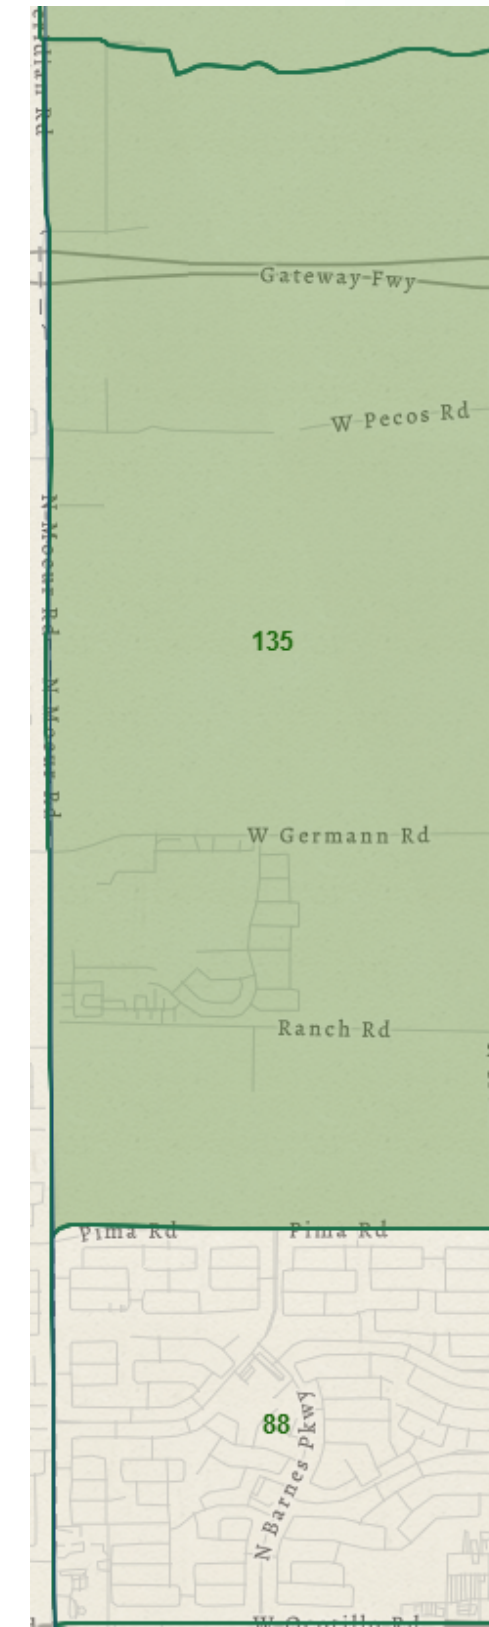 Gateway Fwy
W Pecos Rd
N Mocur Rd
135
N Mocur Rd
W Germann Rd
Ranch Rd
Pima Rd
Pima Rd
88
N Barnes Pkwy